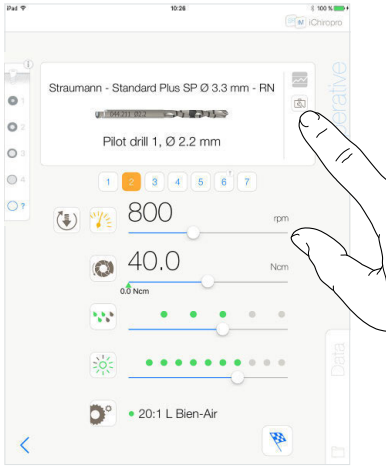 iPad
10:26
100 %
iChiropro
Straumann - Standard Plus SP Ø 3.3 mm - RN
Pilot drill 1, Ø 2.2 mm
1
2
3
4
?
1 2 3 4 5 6 7
800 rpm
40.0 Ncm
0.0 Ncm
20:1 L Bien-Air
Data